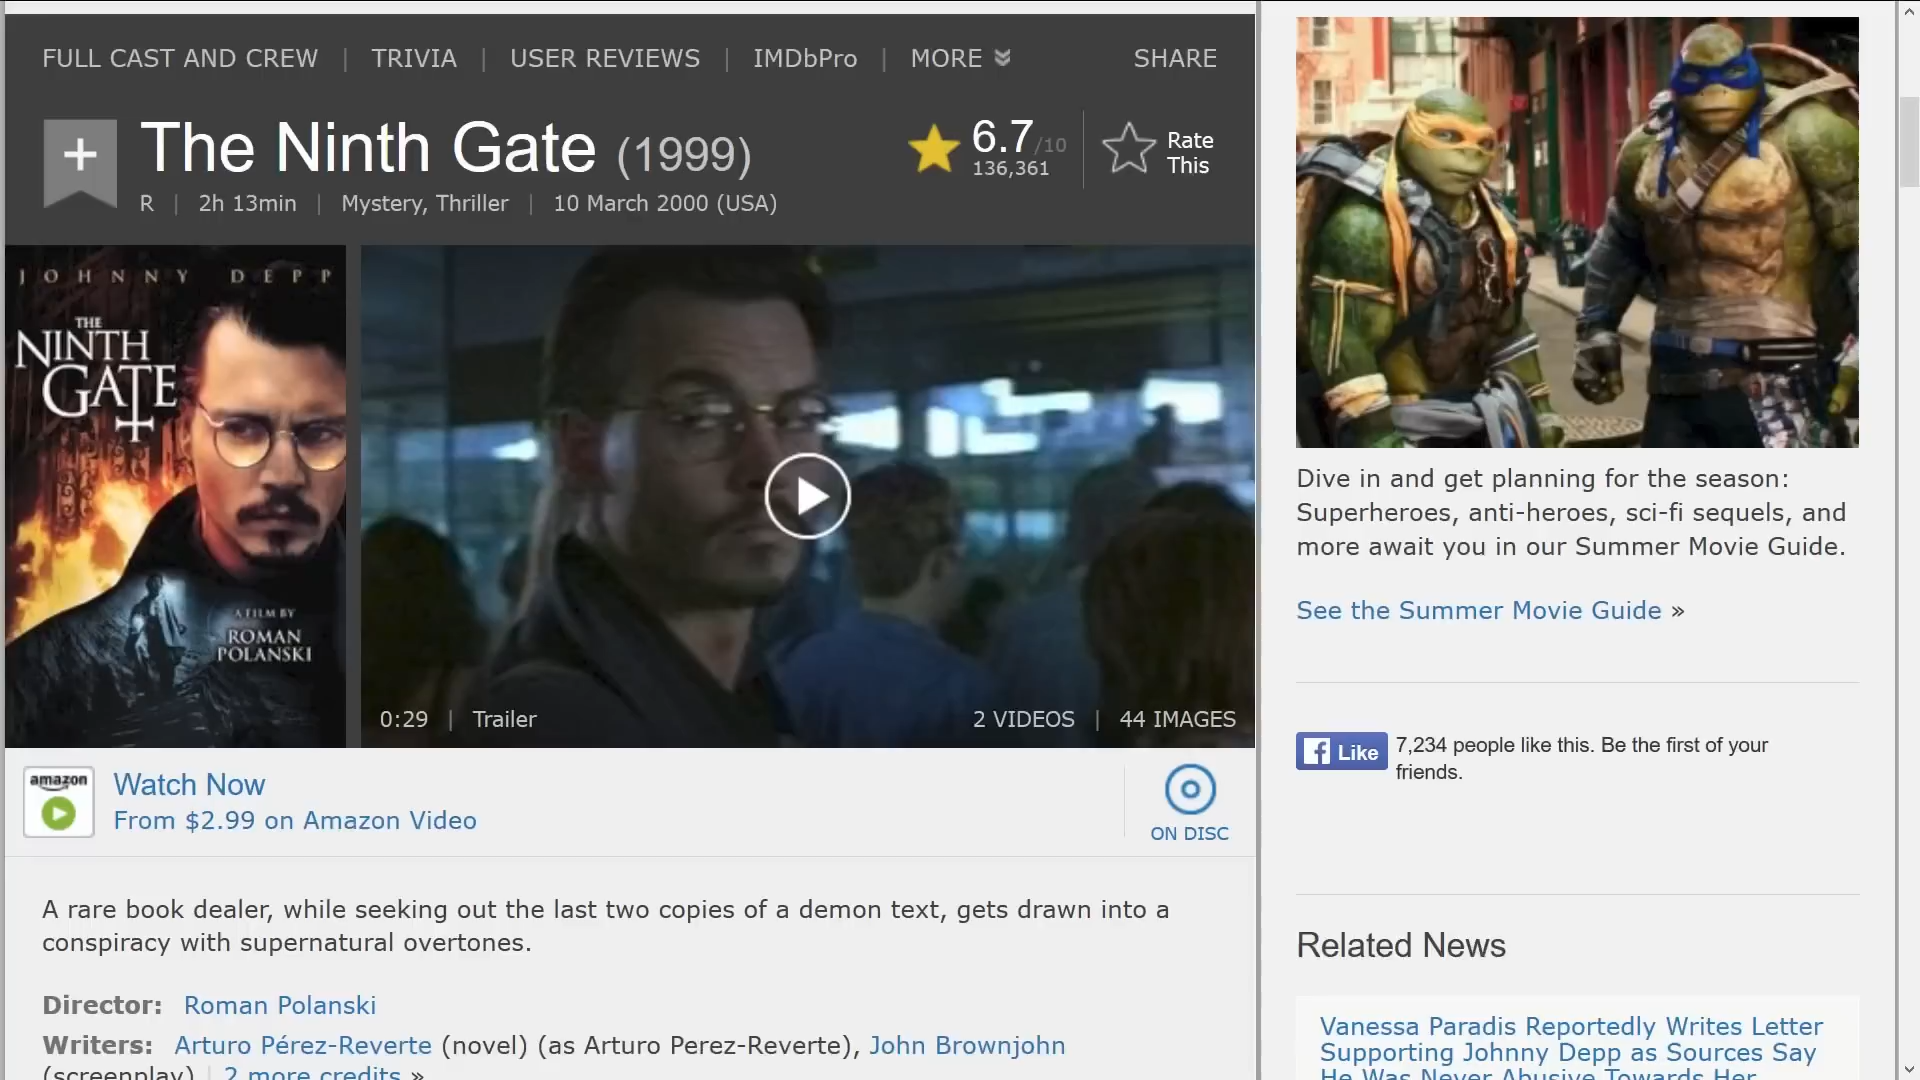 FULL CAST AND CREW | TRIVIA | USER REVIEWS | IMDbPro | MORE SHARE
The Ninth Gate (1999)
6.7/10
136,361
Rate This
R | 2h 13min | Mystery, Thriller | 10 March 2000 (USA)
JOHNNY DEPP
THE
NINTH
GATE
A FILM BY
ROMAN
POLANSKI
0:29 | Trailer
2 VIDEOS | 44 IMAGES
amazon
Watch Now
From $2.99 on Amazon Video
ON DISC
A rare book dealer, while seeking out the last two copies of a demon text, gets drawn into a
conspiracy with supernatural overtones.
Director: Roman Polanski
Writers: Arturo Pérez-Reverte (novel) (as Arturo Perez-Reverte), John Brownjohn
(screenplay) | 2 more credits »
Dive in and get planning for the season:
Superheroes, anti-heroes, sci-fi sequels, and
more await you in our Summer Movie Guide.
See the Summer Movie Guide »
f Like
7,234 people like this. Be the first of your
friends.
Related News
Vanessa Paradis Reportedly Writes Letter
Supporting Johnny Depp as Sources Say
He Was Never Abusive Towards Her